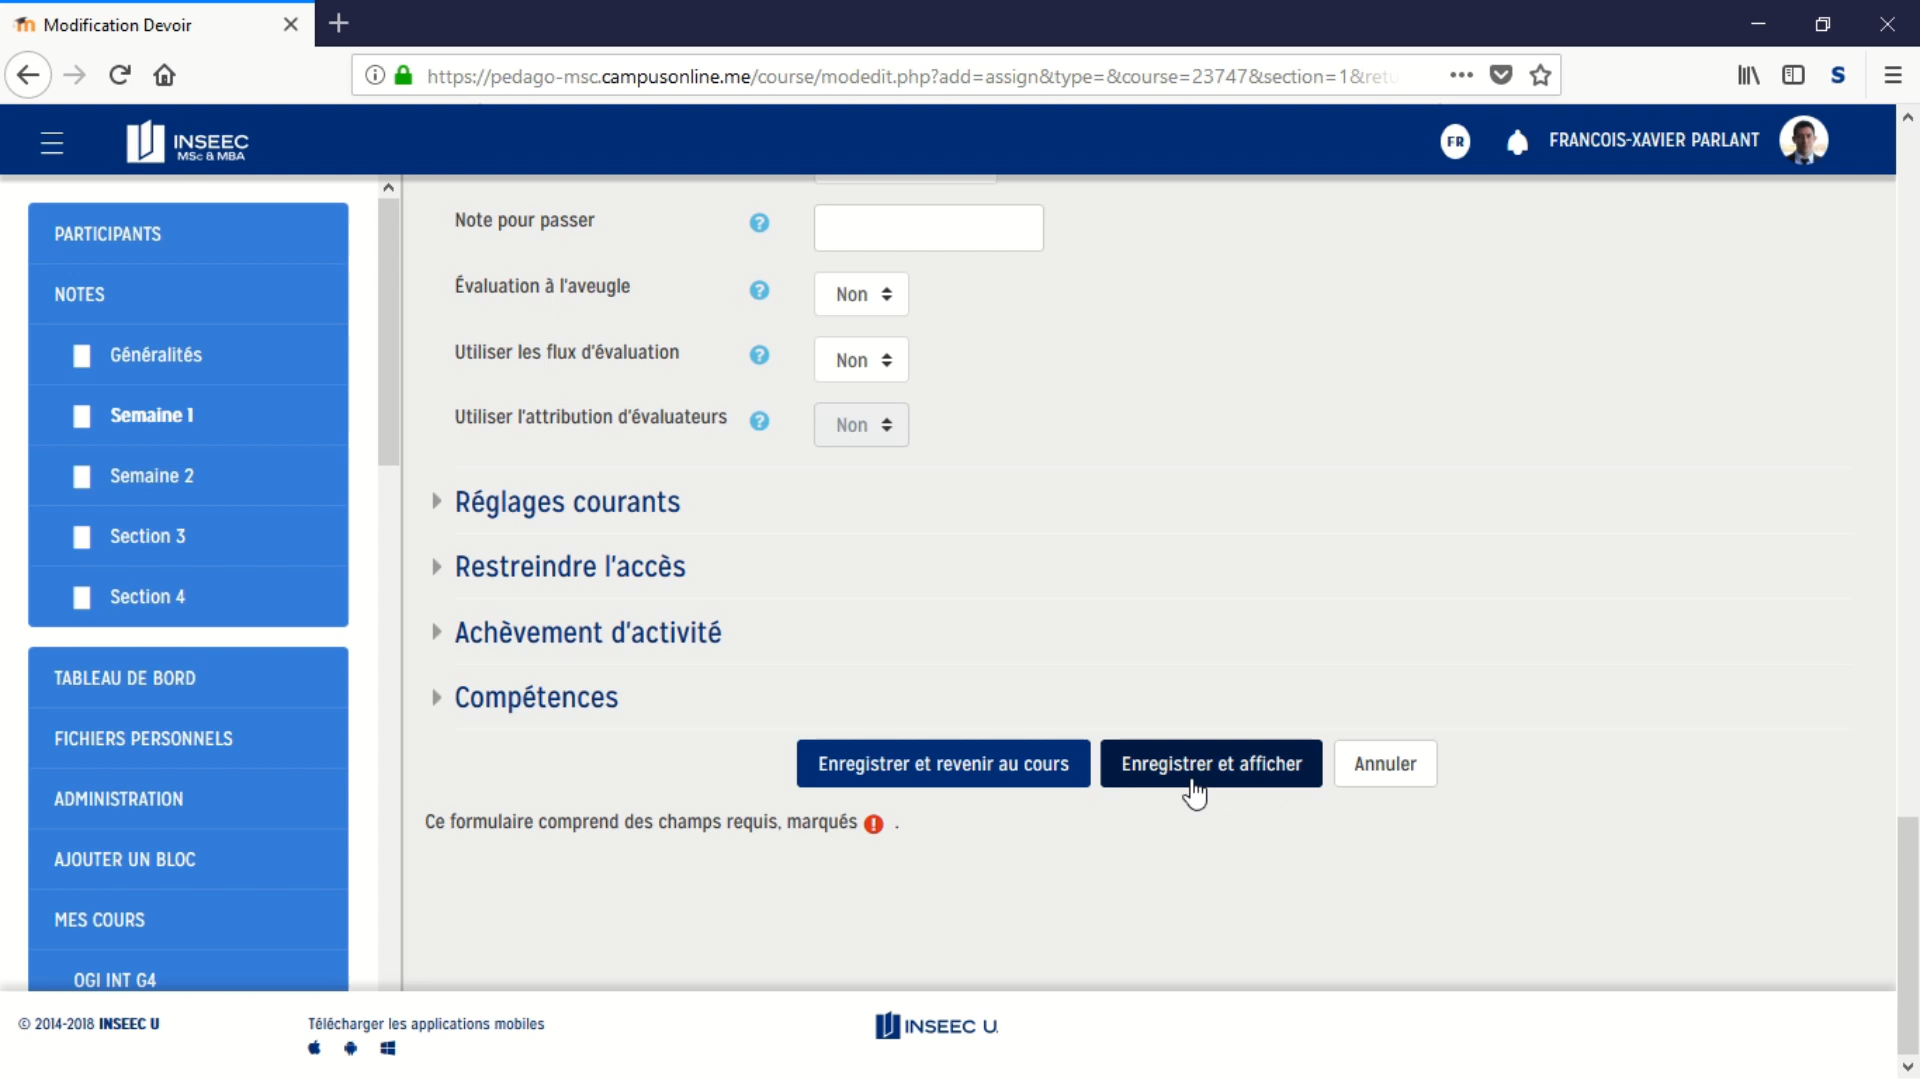 Modification Devoir
https://pedago-msc.campusonline.me/course/modedit.php?add=assign&type=&course=23747&section=1&retu
S
INSEEC
MSc & MBA
FR
FRANCOIS-XAVIER PARLANT
PARTICIPANTS
NOTES
Généralités
Semaine 1
Semaine 2
Section 3
Section 4
TABLEAU DE BORD
FICHIERS PERSONNELS
ADMINISTRATION
AJOUTER UN BLOC
MES COURS
OGI INT G4
Note pour passer
Évaluation à l'aveugle
Non
Utiliser les flux d'évaluation
Non
Utiliser l'attribution d'évaluateurs
Non
Réglages courants
Restreindre l'accès
Achèvement d'activité
Compétences
Enregistrer et revenir au cours
Enregistrer et afficher
Annuler
Ce formulaire comprend des champs requis, marqués .
© 2014-2018 INSEEC U
Télécharger les applications mobiles
INSEEC U.